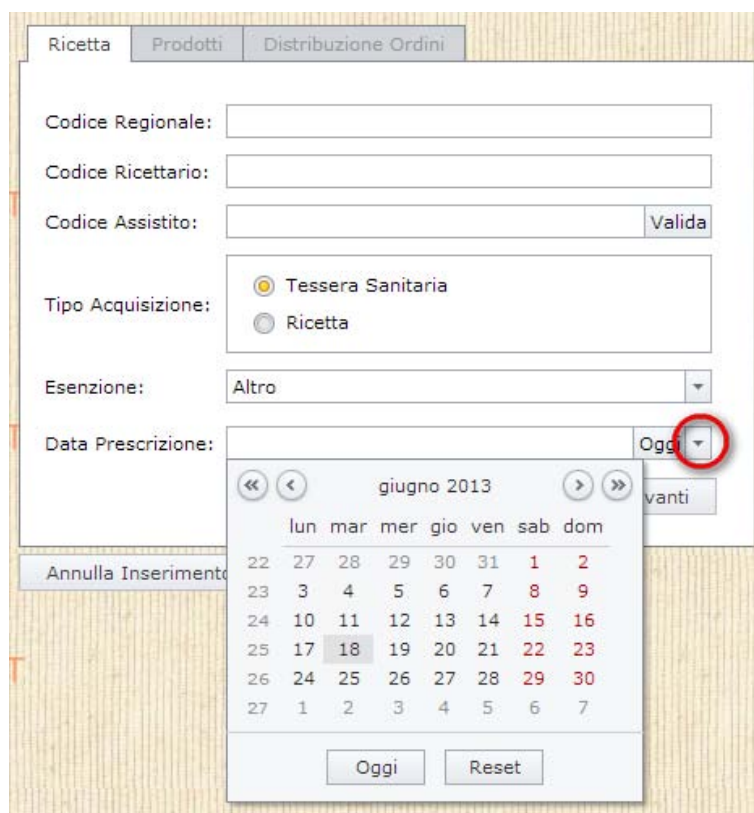 Ricetta Prodotti Distribuzione Ordini
Codice Regionale:
Codice Ricettario:
Codice Assistito: Valida
Tipo Acquisizione:
Tessera Sanitaria
Ricetta
Esenzione: Altro
Data Prescrizione: Oggi
giugno 2013
vanti
lun mar mer gio ven sab dom
Annulla Inserimento
22 27 28 29 30 31 1 2
23 3 4 5 6 7 8 9
24 10 11 12 13 14 15 16
25 17 18 19 20 21 22 23
26 24 25 26 27 28 29 30
27 1 2 3 4 5 6 7
Oggi Reset